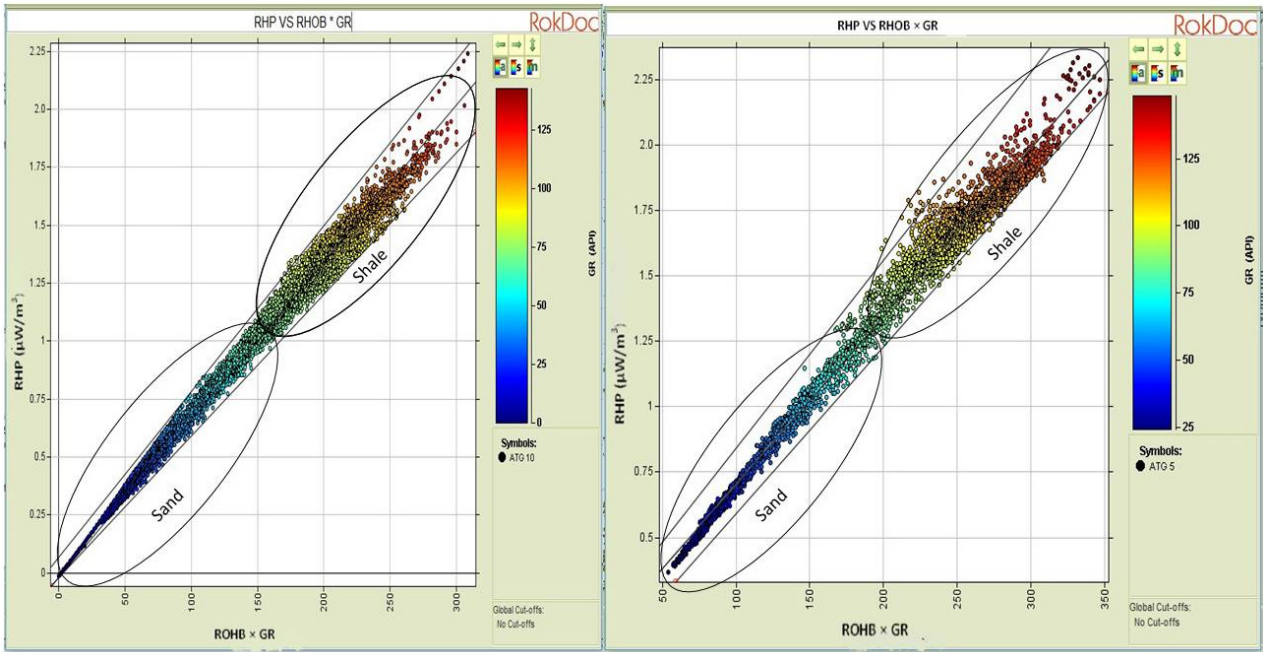 RHP VS RHOB * GR
RokDoc
a s m
2.25
2.0
1.75
1.5
1.25
1
0.75
0.5
0.25
0
RHP (µW/m³)
0
50
100
150
200
250
300
ROHB × GR
Shale
Sand
125
100
75
50
25
0
GR (API)
Symbols:
ATG 10
Global Cut-offs:
No Cut-offs
RHP VS RHOB × GR
RokDoc
a s m
2.25
2.0
1.75
1.5
1.25
1
0.75
0.5
RHP (µW/m³)
50
100
150
200
250
300
350
ROHB × GR
Shale
Sand
125
100
75
50
25
GR (API)
Symbols:
ATG 5
Global Cut-offs:
No Cut-offs